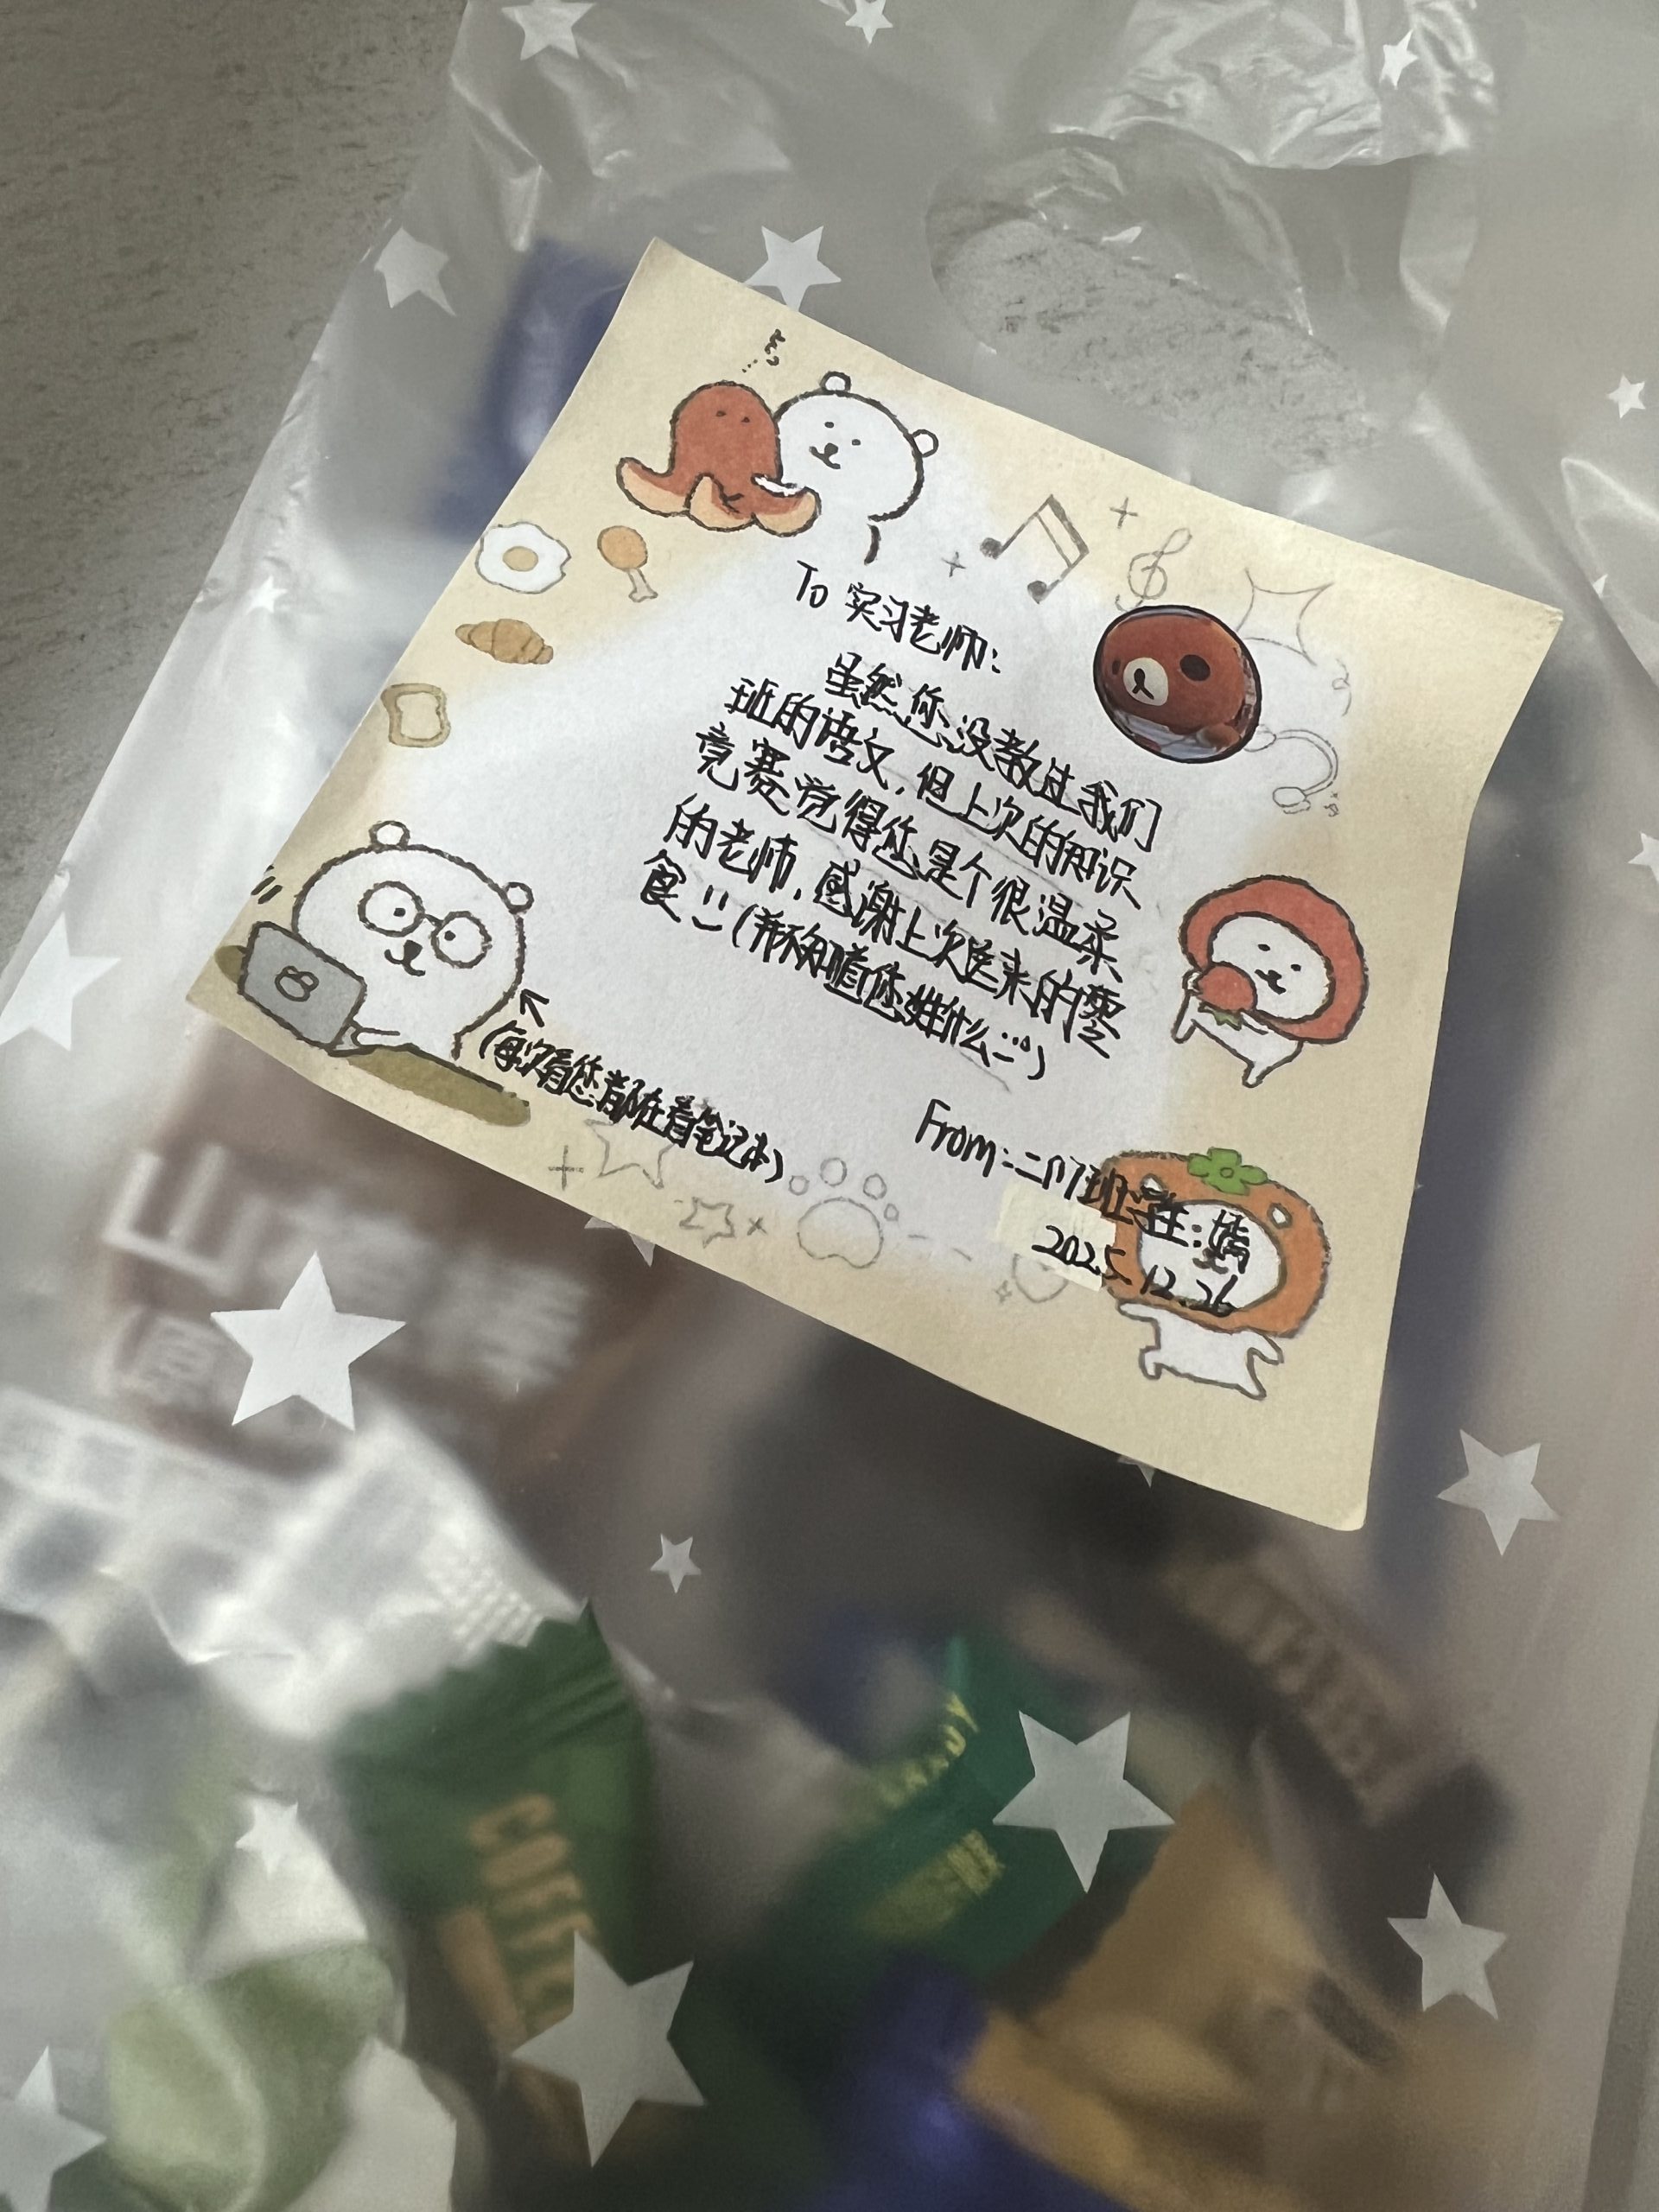 To 实习老师:
虽然您没教过我们
班的语文,但上次的知识
竞赛觉得您是个很温柔
的老师,感谢上次送来的零
食 (我不知道您姓什么)
(每次看您都在看笔记本)
From:二
班学生:
2025.12.26
山
COFFE
CANDY